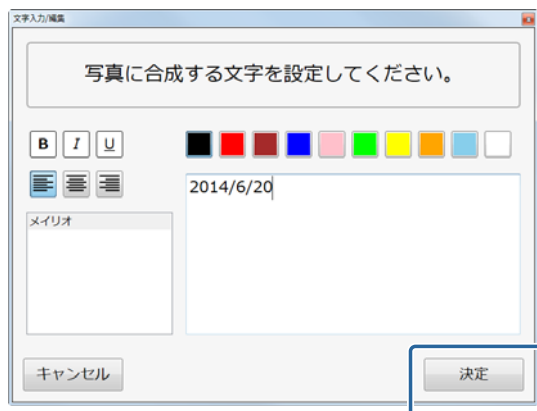 文字入力/編集
写真に合成する文字を設定してください。
B I U
2014/6/20
メイリオ
キャンセル
決定